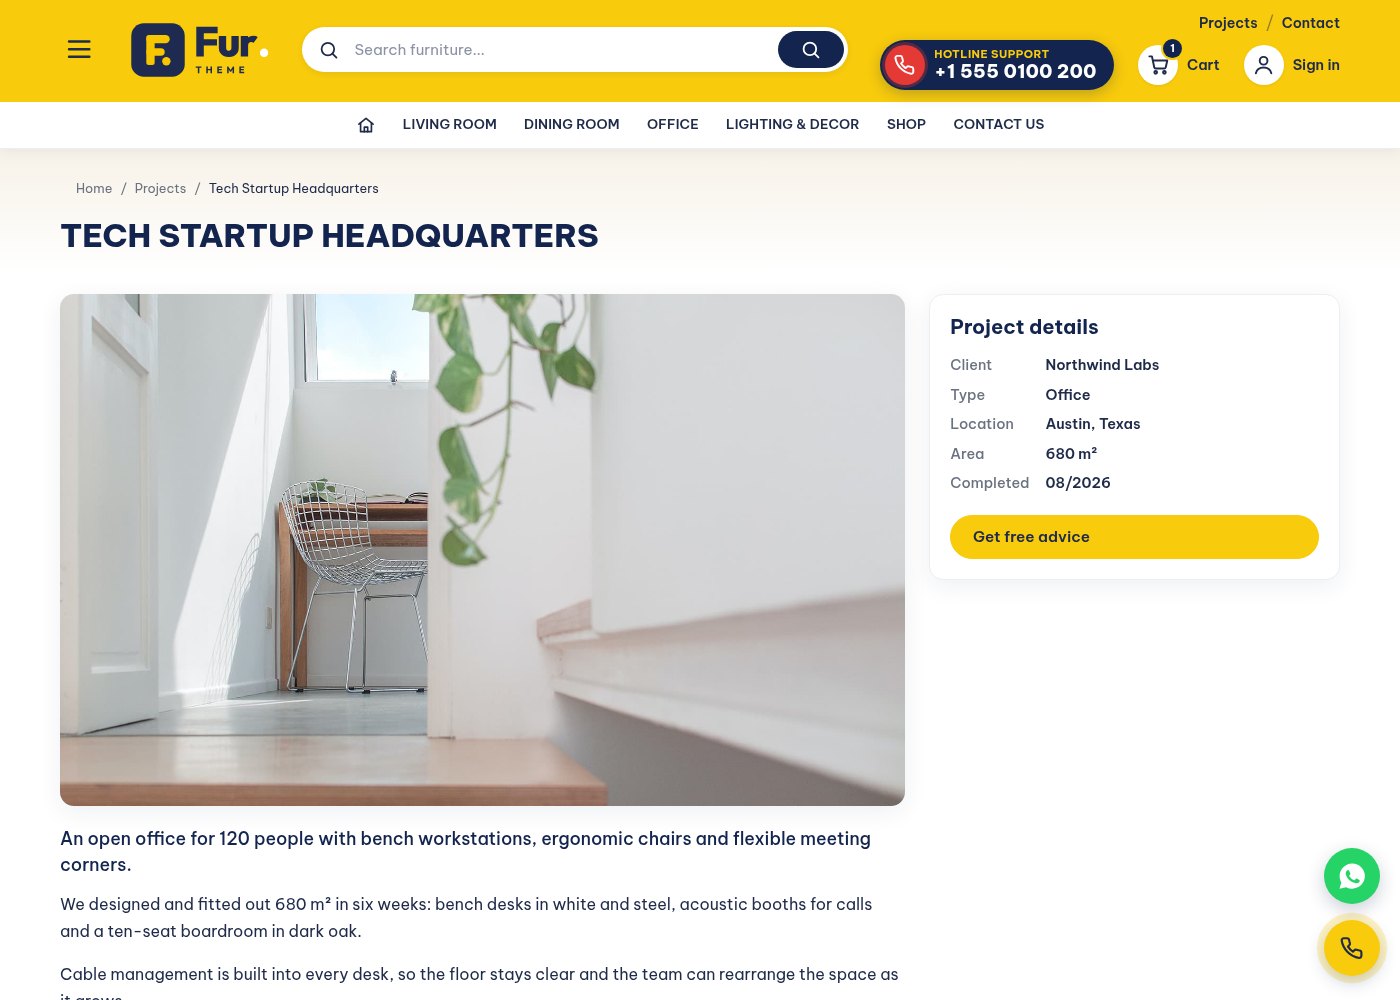 Projects / Contact
Fur.
THEME
Search furniture...
HOTLINE SUPPORT
+1 555 0100 200
1
Cart
Sign in
LIVING ROOM
DINING ROOM
OFFICE
LIGHTING & DECOR
SHOP
CONTACT US
Home / Projects / Tech Startup Headquarters
TECH STARTUP HEADQUARTERS
Project details
Client Northwind Labs
Type Office
Location Austin, Texas
Area 680 m²
Completed 08/2026
Get free advice
An open office for 120 people with bench workstations, ergonomic chairs and flexible meeting
corners.
We designed and fitted out 680 m² in six weeks: bench desks in white and steel, acoustic booths for calls
and a ten-seat boardroom in dark oak.
Cable management is built into every desk, so the floor stays clear and the team can rearrange the space as
it grows